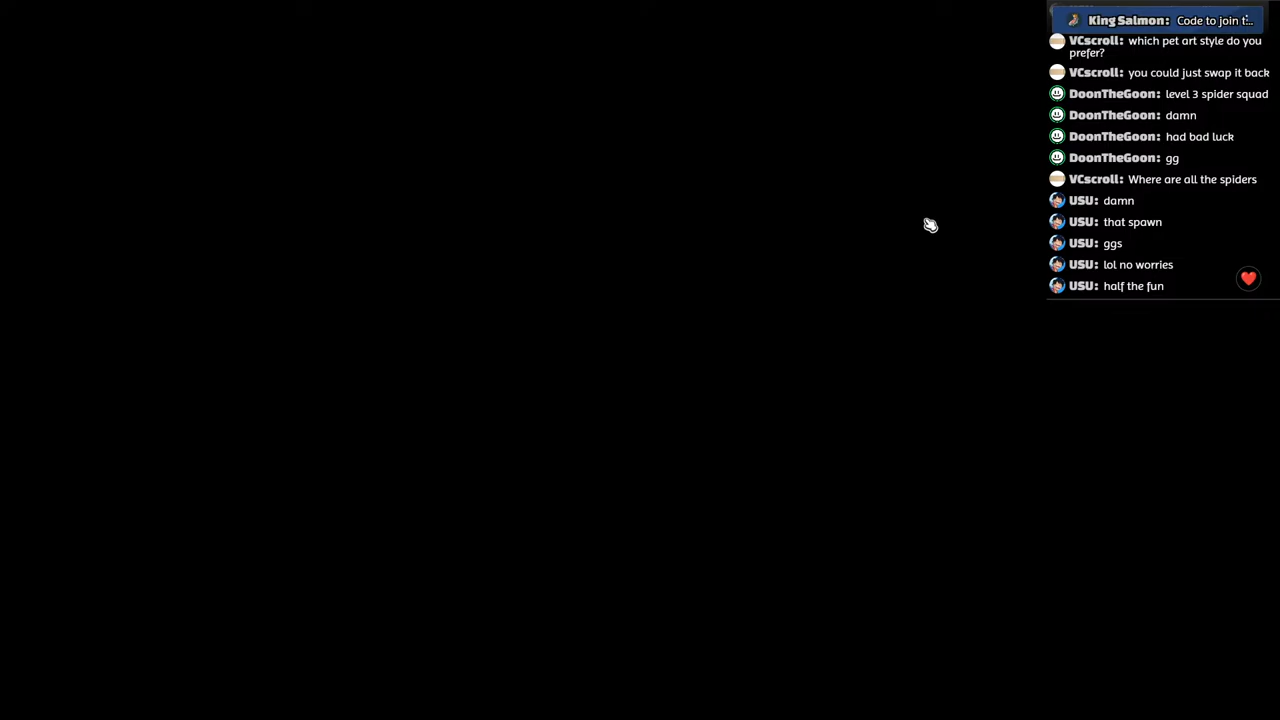 King Salmon: Code to join t...
VCscroll: which pet art style do you
prefer?
VCscroll: you could just swap it back
DoonTheGoon: level 3 spider squad
DoonTheGoon: damn
DoonTheGoon: had bad luck
DoonTheGoon: gg
VCscroll: Where are all the spiders
USU: damn
USU: that spawn
USU: ggs
USU: lol no worries
USU: half the fun